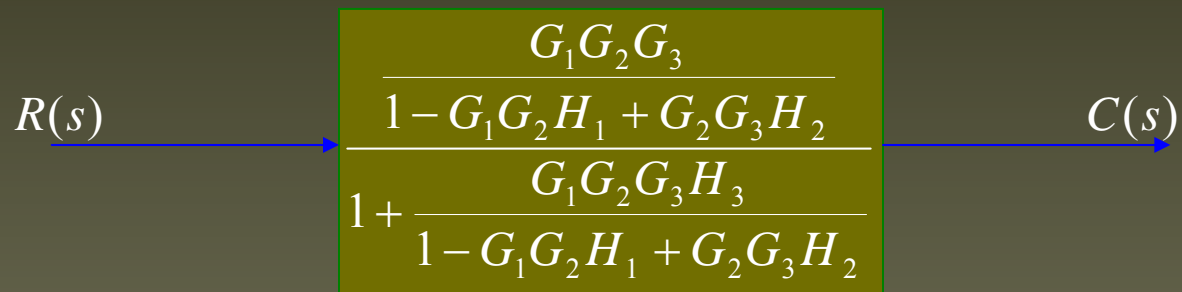 R(s)
G₁G₂G₃
1 − G₁G₂H₁ + G₂G₃H₂
1 + G₁G₂G₃H₃
1 − G₁G₂H₁ + G₂G₃H₂
C(s)